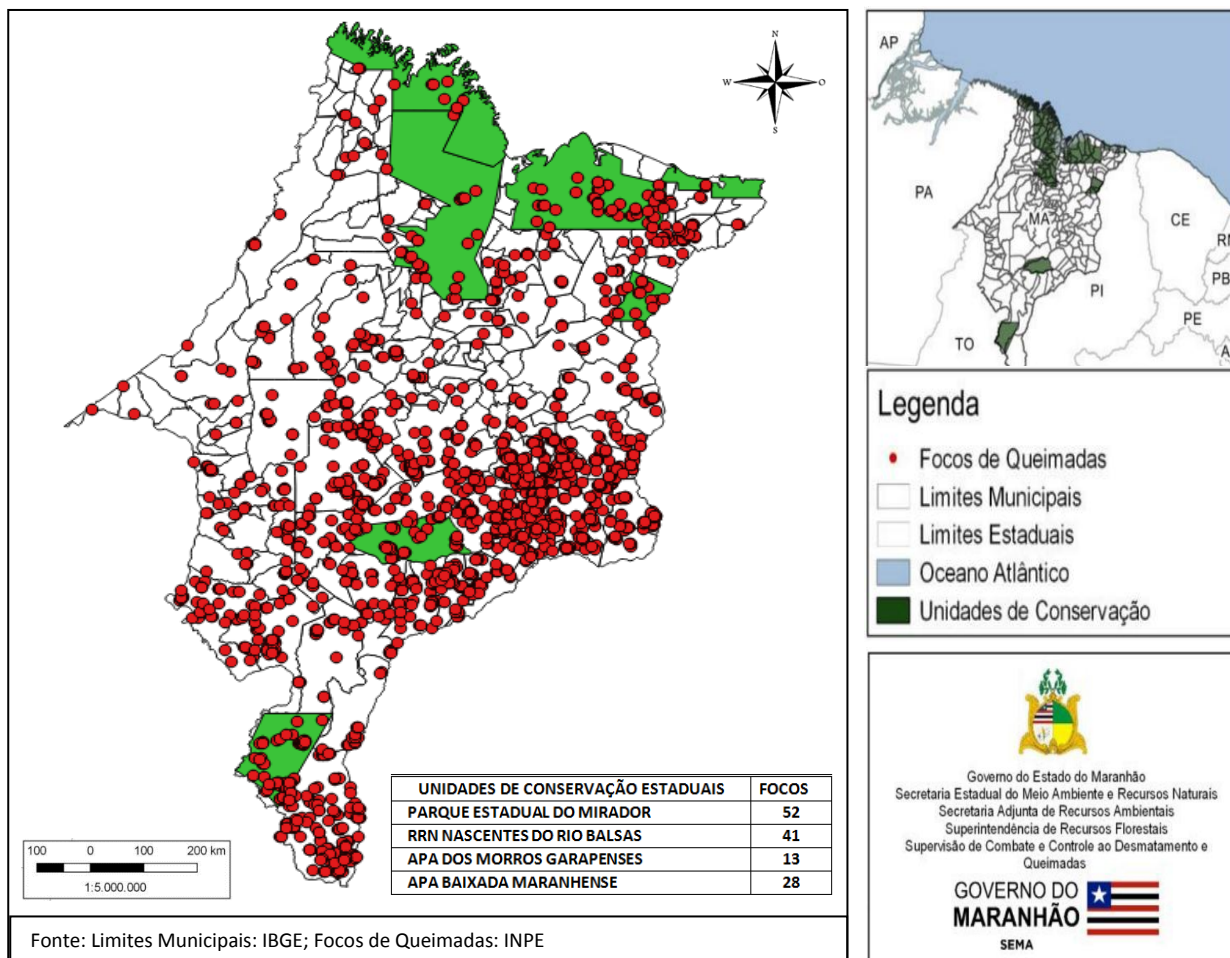 N
W
O
S
UNIDADES DE CONSERVAÇÃO ESTADUAIS FOCOS
PARQUE ESTADUAL DO MIRADOR 52
RRN NASCENTES DO RIO BALSAS 41
APA DOS MORROS GARAPENSES 13
APA BAIXADA MARANHENSE 28
100 0 100 200 km
1:5.000.000
Fonte: Limites Municipais: IBGE; Focos de Queimadas: INPE
AP
PA
MA
CE
RN
PB
PI
PE
TO
A
Legenda
Focos de Queimadas
Limites Municipais
Limites Estaduais
Oceano Atlântico
Unidades de Conservação
Governo do Estado do Maranhão
Secretaria Estadual do Meio Ambiente e Recursos Naturais
Secretaria Adjunta de Recursos Ambientais
Superintendência de Recursos Florestais
Supervisão de Combate e Controle ao Desmatamento e
Queimadas
GOVERNO DO
MARANHÃO
SEMA